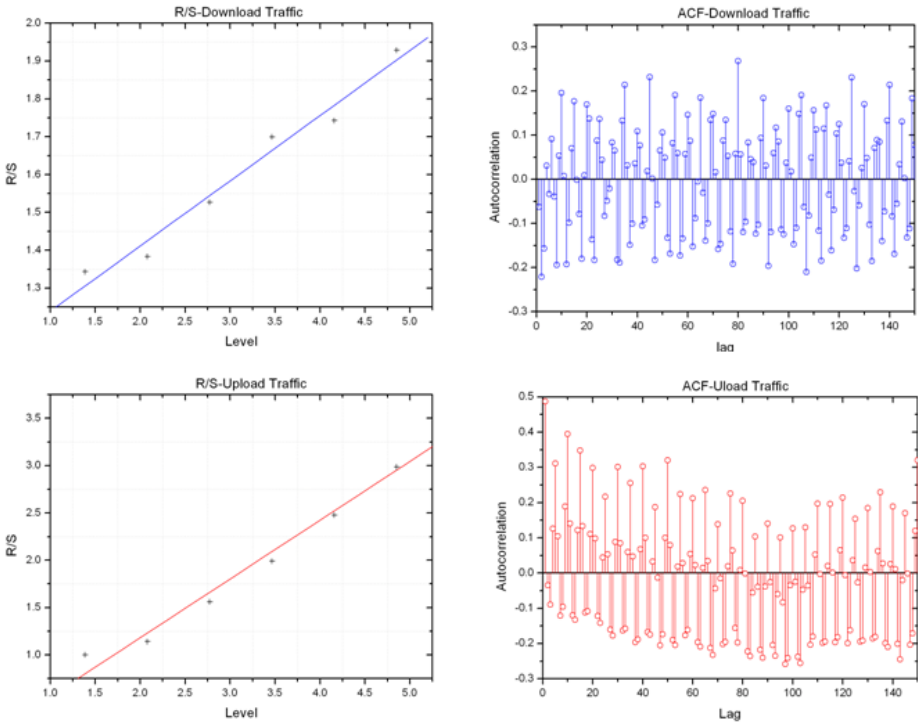 R/S-Download Traffic
2.0
1.9
1.8
1.7
1.6
1.5
1.4
1.3
R/S
1.0 1.5 2.0 2.5 3.0 3.5 4.0 4.5 5.0
Level
ACF-Download Traffic
0.3
0.2
0.1
0.0
-0.1
-0.2
-0.3
Autocorrelation
0 20 40 60 80 100 120 140
lag
R/S-Upload Traffic
3.5
3.0
2.5
2.0
1.5
1.0
R/S
1.0 1.5 2.0 2.5 3.0 3.5 4.0 4.5 5.0
Level
ACF-Uload Traffic
0.5
0.4
0.3
0.2
0.1
0.0
-0.1
-0.2
-0.3
Autocorrelation
0 20 40 60 80 100 120 140
Lag